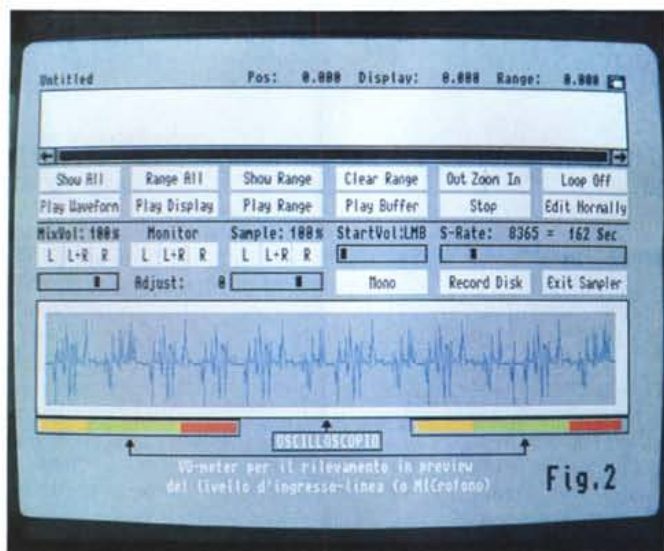 Untitled Pos: 0.000 Display: 0.000 Range: 0.000
Show All Range All Show Range Clear Range Out Zoom In Loop Off
Play Waveform Play Display Play Range Play Buffer Stop Edit Normally
MixVol:100% Monitor Sample:100% StartVol:LMB S-Rate: 8365 = 162 Sec
L L+R R L L+R R L L+R R
Adjust: 0 Mono Record Disk Exit Sampler
OSCILLOSCOPIO
VU-meter per il rilevamento in preview
del livello d'ingresso-linea (o MICrofono)
Fig.2